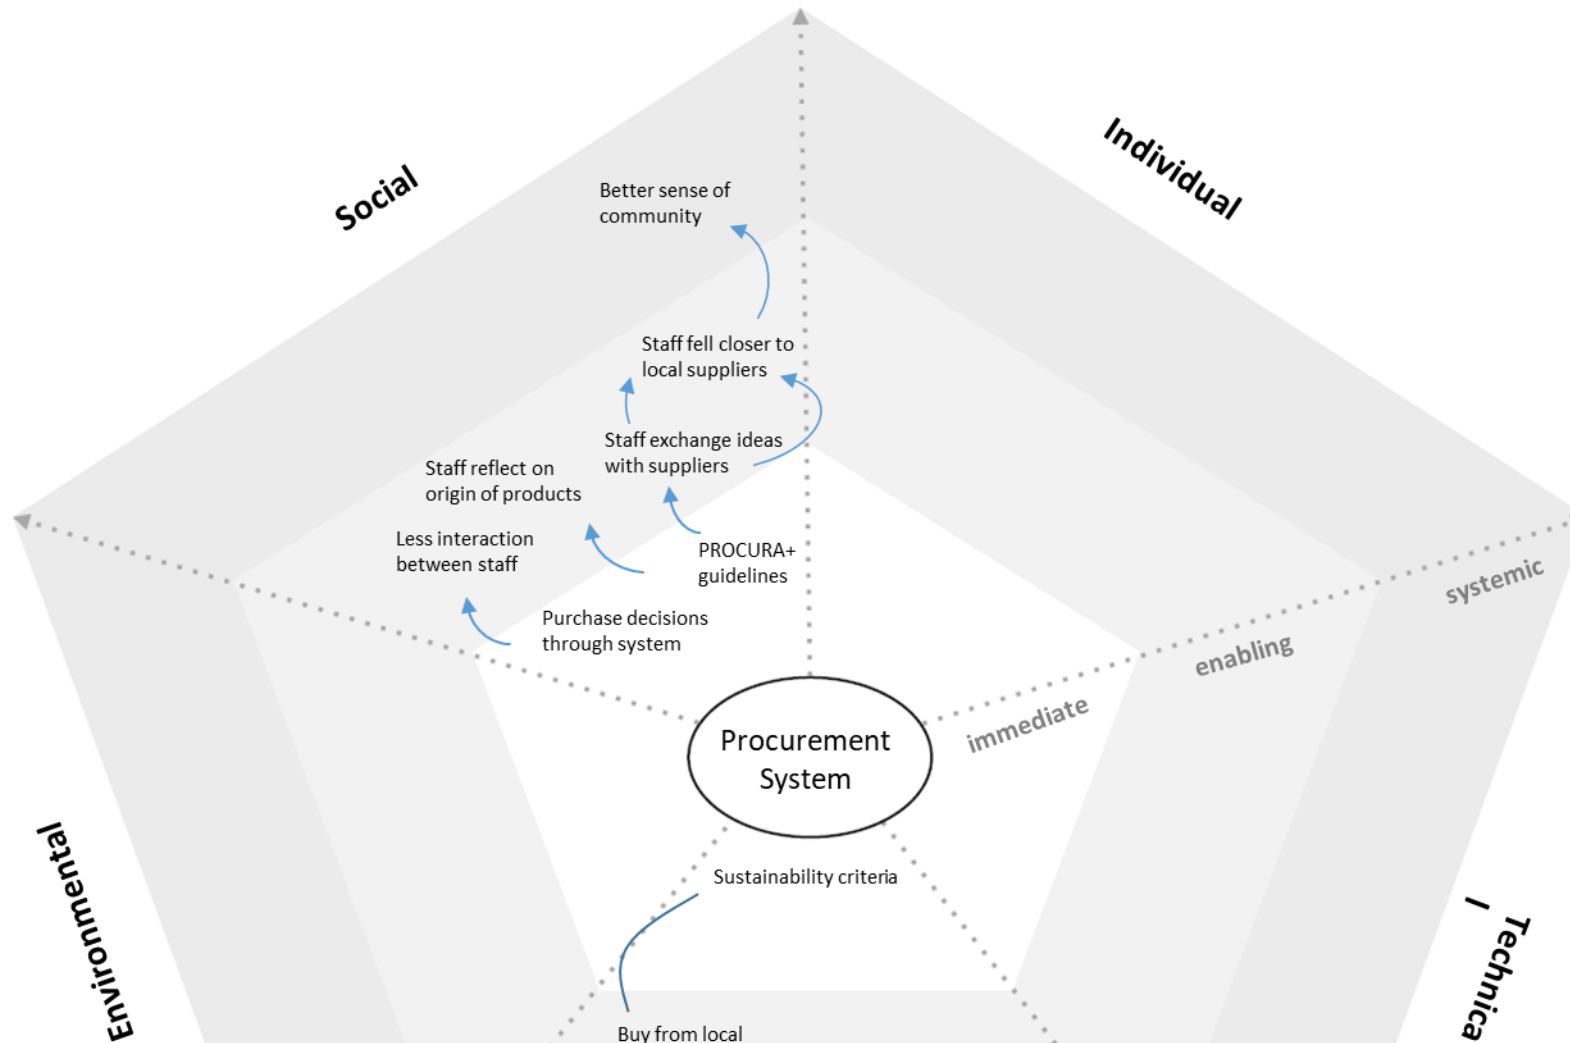 Individual
Social
Better sense of
community
Staff fell closer to
local suppliers
Staff exchange ideas
with suppliers
Staff reflect on
origin of products
Less interaction
between staff
PROCURA+
guidelines
Purchase decisions
through system
systemic
enabling
immediate
Procurement
System
Sustainability criteria
Environmental
Technica
l
Buy from local